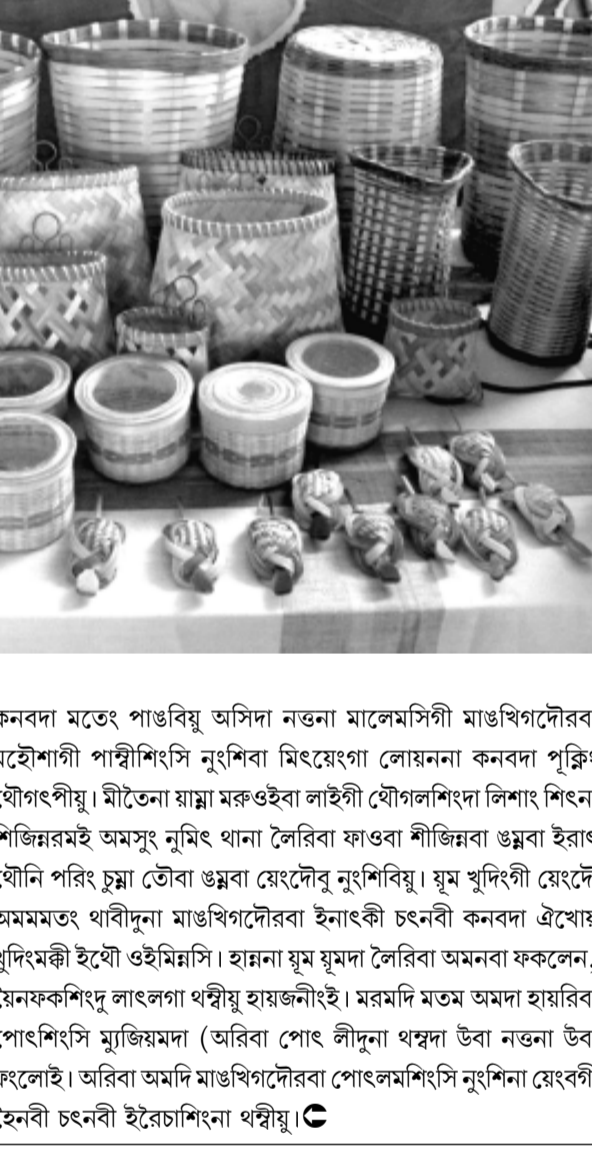 কনবদা মতেং পাঙবিয়ু অসিদা নত্তনা মালেমসিগী মাঙখিগদৌরব
মহৌশাগী পাম্বীশিংসি নুংশিবা মিৎয়েংগা লোয়ননা কনবদা পূক্নিং
থৌগৎপীয়ু। মীতৈনা য়াম্না মরুওইবা লাইগী থৌগলশিংদা লিশাং শিৎন
শিজিন্নরমই অমসুং নুমিৎ থানা লৈরিবা ফাওবা শীজিন্নবা ঙম্নবা ইরাৎ
থৌনি পরিং চুম্না তৌবা ঙম্নবা য়েংদৌবু নুংশিবিয়ু। য়ূম খুদিংগী য়েংদৌ
অমমমতং থাবীদুনা মাঙখিগদৌরবা ইনাৎকী চৎনবী কনবদা ঐখোয়
খুদিংমক্কী ইথৌ ওইমিন্নসি। হান্ননা য়ূম য়ূমদা লৈরিবা অমনবা ফকলেন,
য়ৈনফকশিংদু লাৎলগা থম্বীয়ু হায়জনীংই। মরমদি মতম অমদা হায়রিব
পোৎশিংসি ম্যুজিয়মদা (অরিবা পোৎ লীদুনা থম্বদা উবা নত্তনা উব
ফংলোই। অরিবা অমদি মাঙখিগদৌরবা পোৎলমশিংসি নুংশিনা য়েংবগী
হৈনবী চৎনবী ইরৈচাশিংনা থম্বীয়ু।